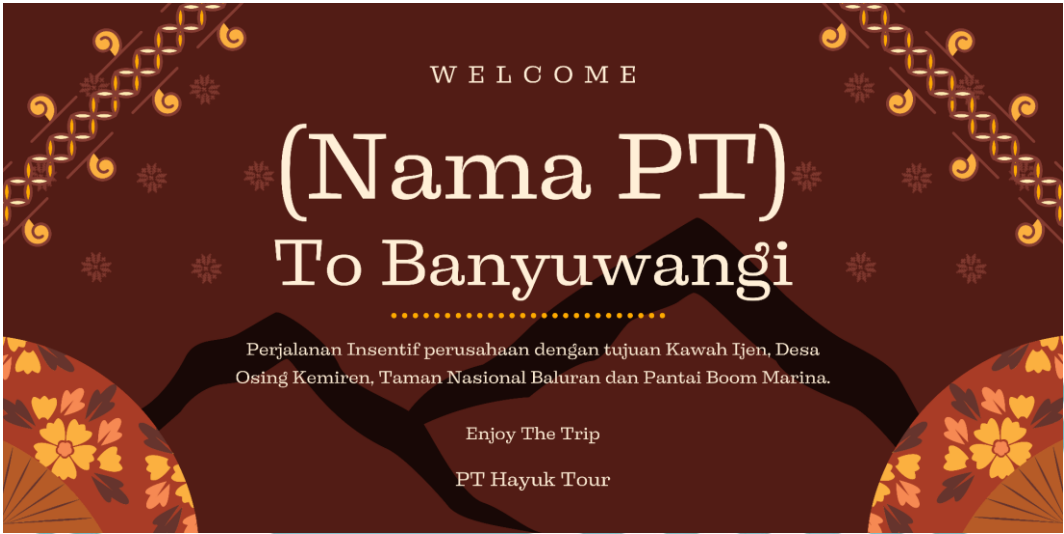 WELCOME
(Nama PT)
To Banyuwangi
Perjalanan Insentif perusahaan dengan tujuan Kawah Ijen, Desa
Osing Kemiren, Taman Nasional Baluran dan Pantai Boom Marina.
Enjoy The Trip
PT Hayuk Tour